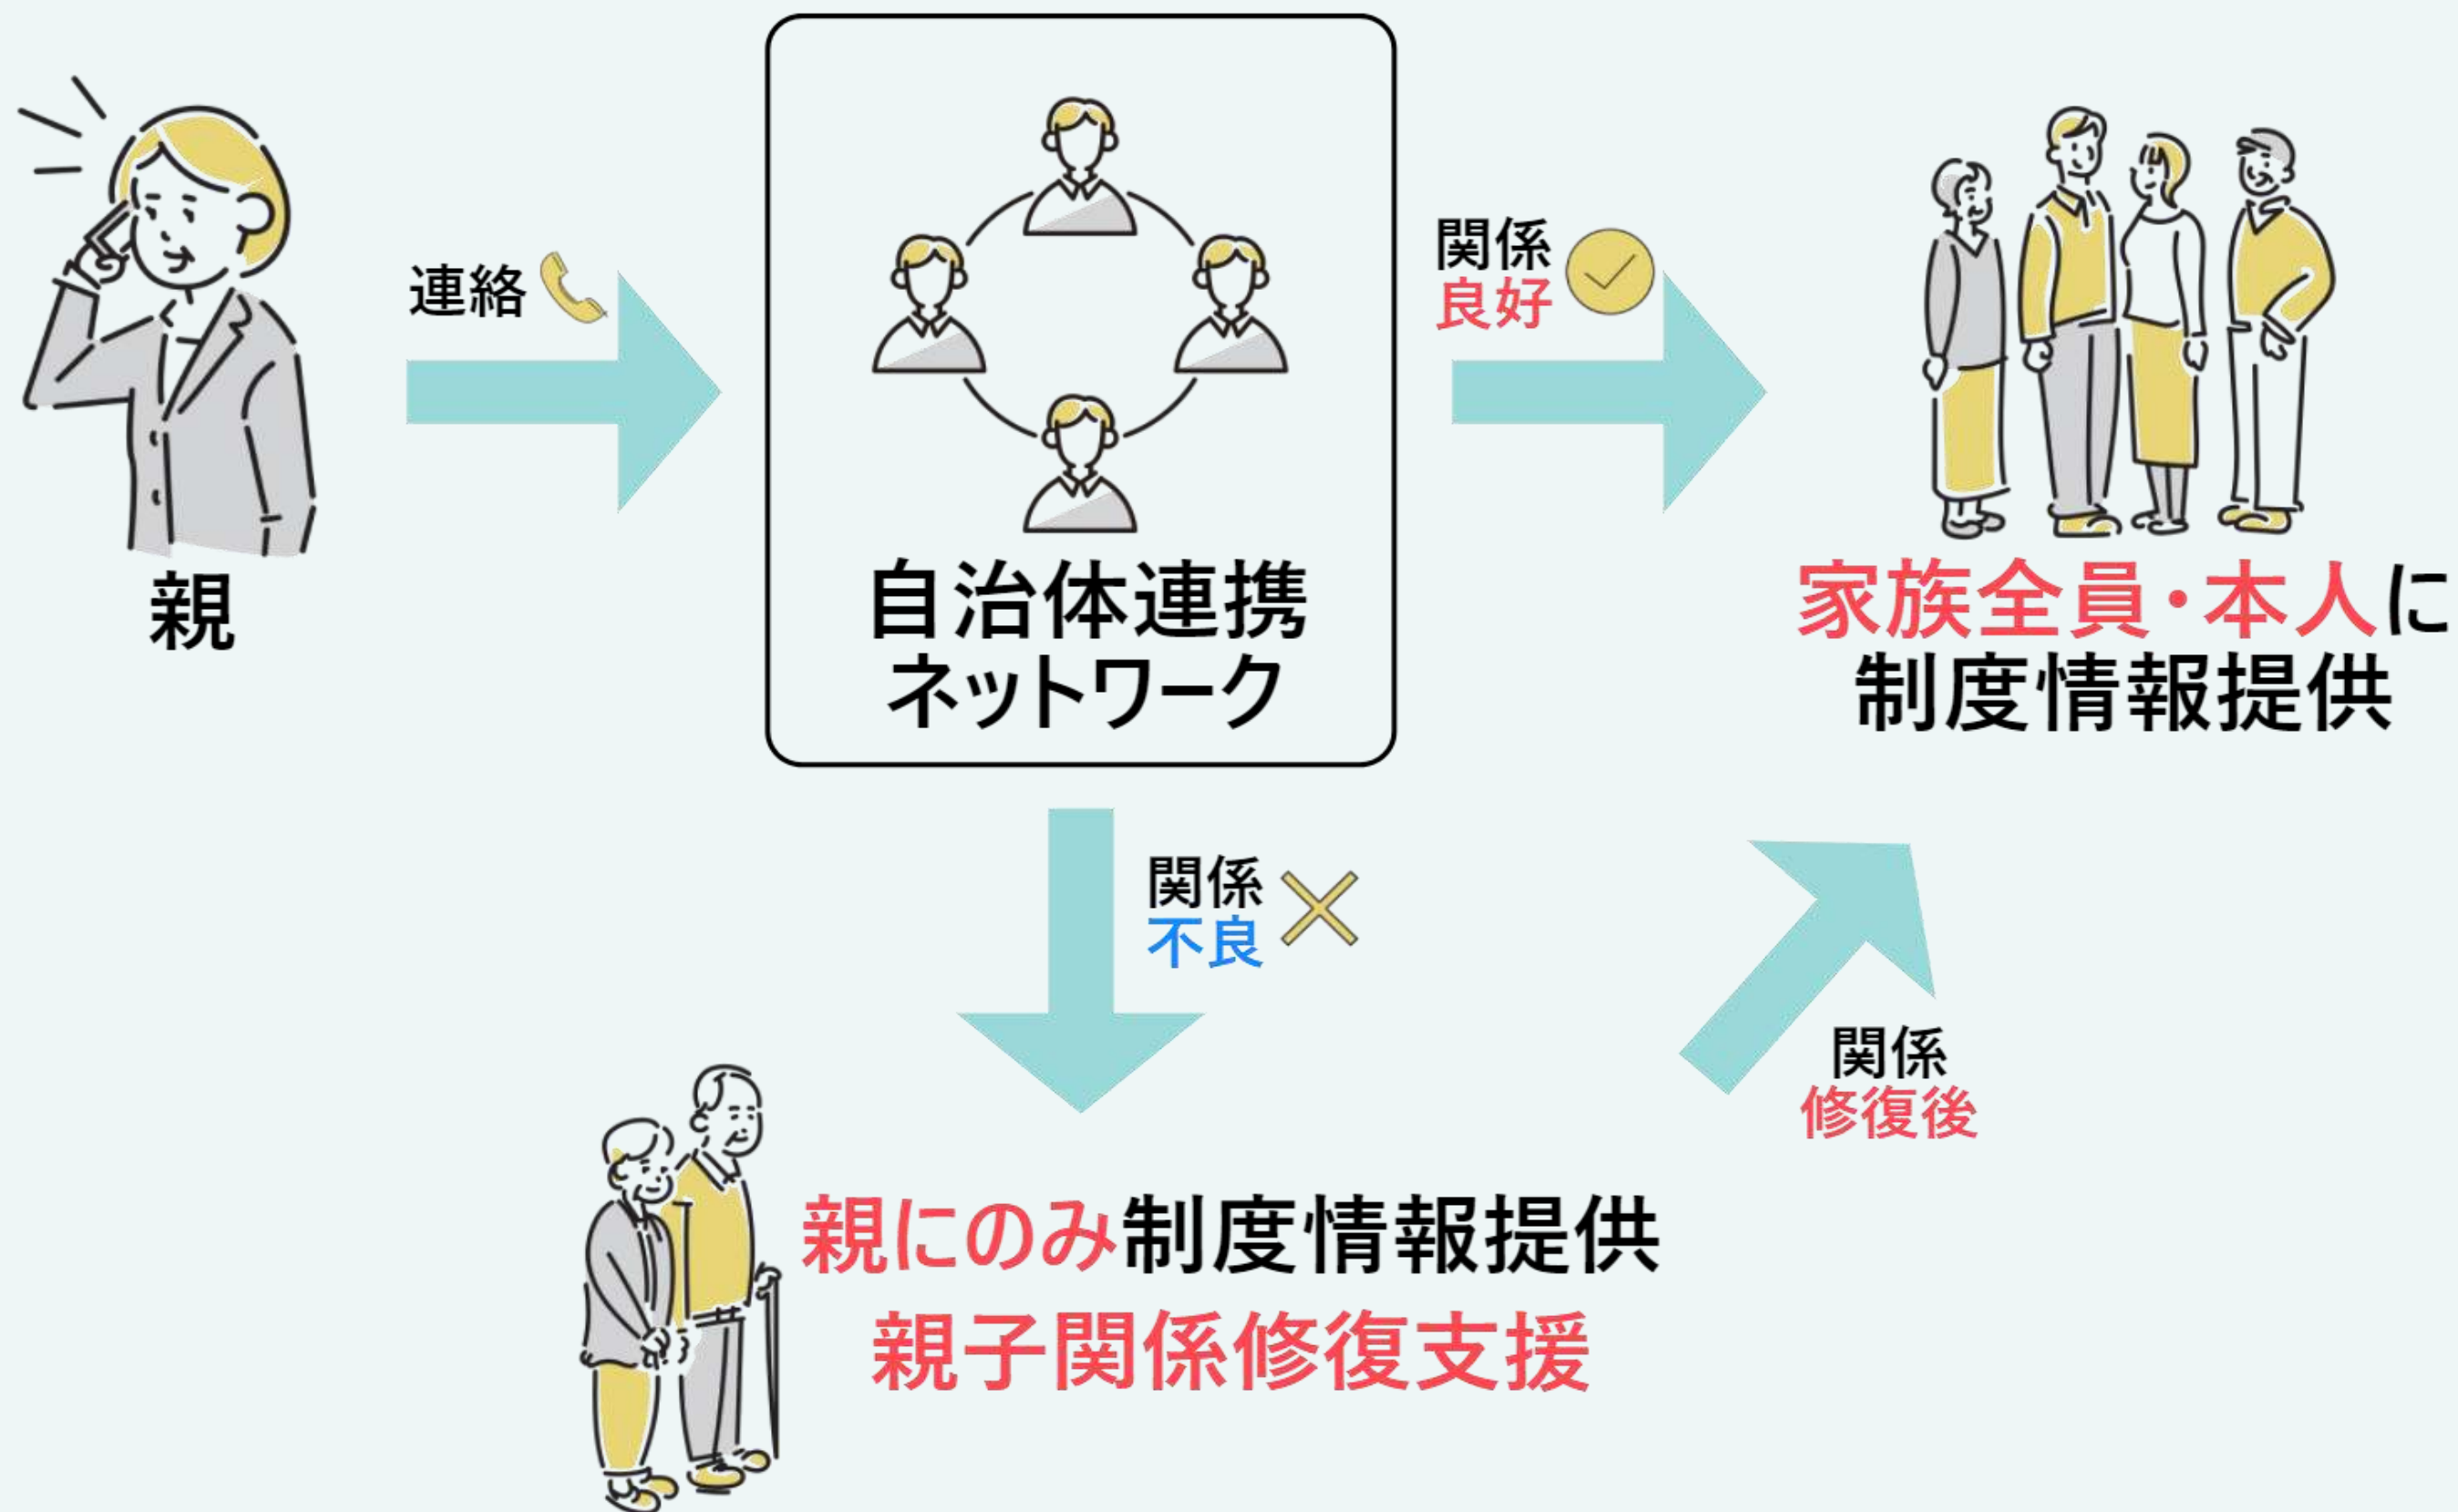 親
連絡
自治体連携
ネットワーク
関係
良好
家族全員・本人に
制度情報提供
関係
不良
親にのみ制度情報提供
親子関係修復支援
関係
修復後